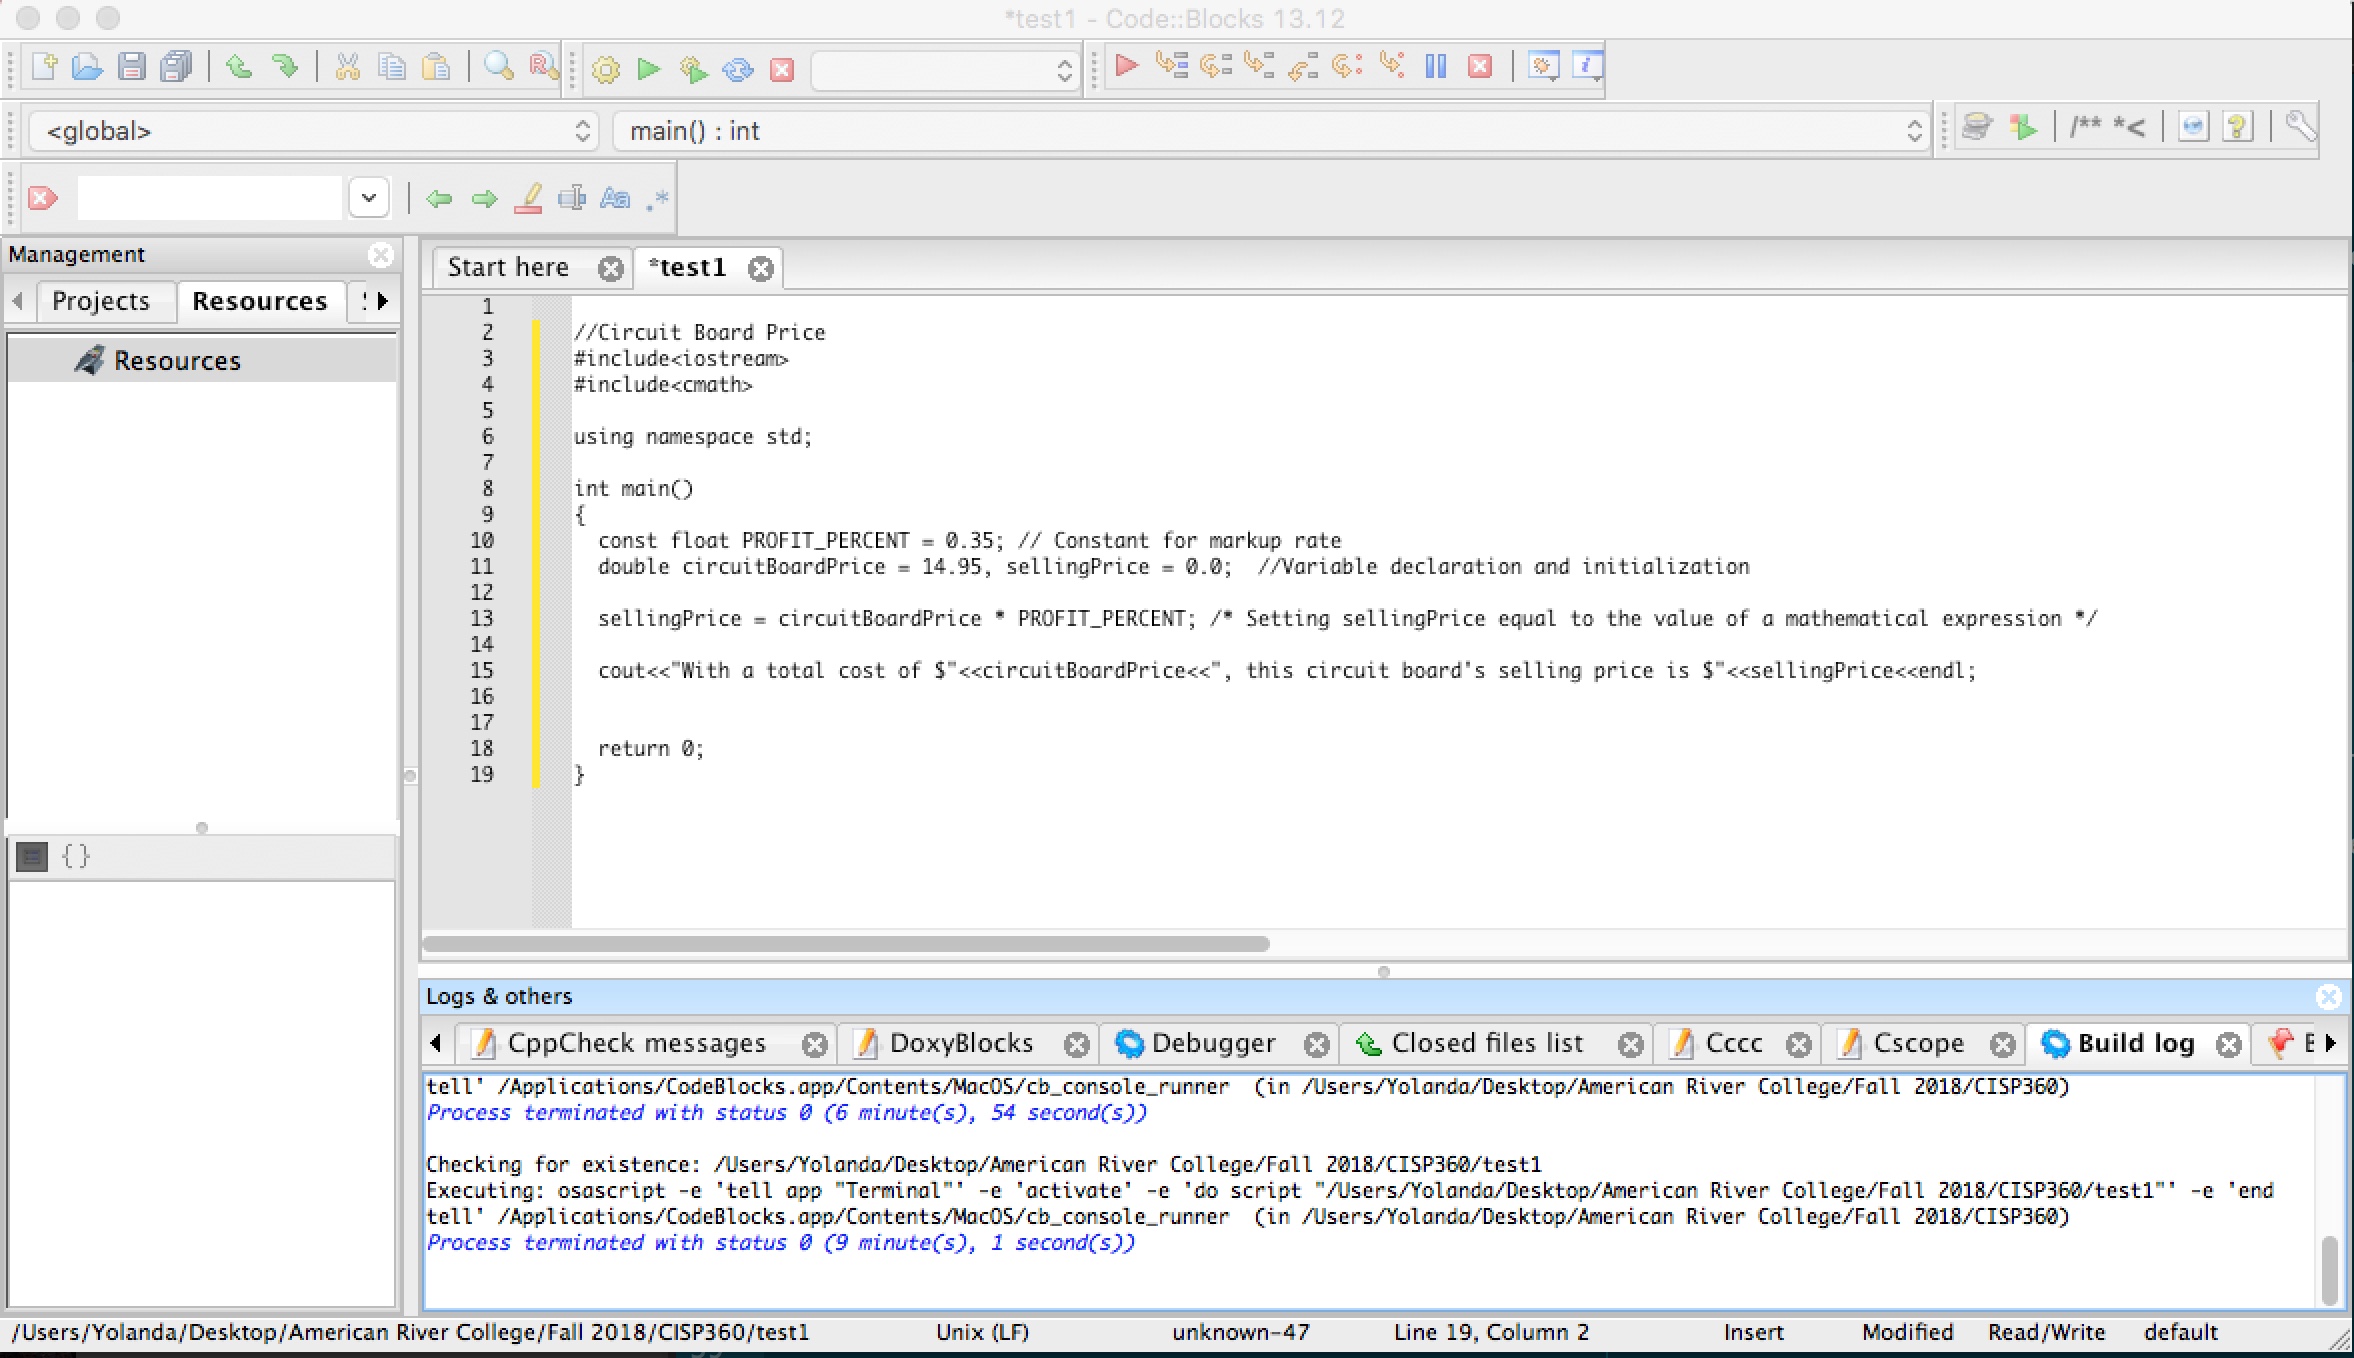 *test1 - Code::Blocks 13.12
<global>
main() : int
/** *<
Aa .*
Management
Start here
*test1
Projects
Resources
Resources
1
2 //Circuit Board Price
3 #include<iostream>
4 #include<cmath>
5
6 using namespace std;
7
8 int main()
9 {
10 const float PROFIT_PERCENT = 0.35; // Constant for markup rate
11 double circuitBoardPrice = 14.95, sellingPrice = 0.0; //Variable declaration and initialization
12
13 sellingPrice = circuitBoardPrice * PROFIT_PERCENT; /* Setting sellingPrice equal to the value of a mathematical expression */
14
15 cout<<"With a total cost of $"<<circuitBoardPrice<<", this circuit board's selling price is $"<<sellingPrice<<endl;
16
17
18 return 0;
19 }
{}
Logs & others
CppCheck messages
DoxyBlocks
Debugger
Closed files list
Cccc
Cscope
Build log
tell' /Applications/CodeBlocks.app/Contents/MacOS/cb_console_runner (in /Users/Yolanda/Desktop/American River College/Fall 2018/CISP360)
Process terminated with status 0 (6 minute(s), 54 second(s))
Checking for existence: /Users/Yolanda/Desktop/American River College/Fall 2018/CISP360/test1
Executing: osascript -e 'tell app "Terminal"' -e 'activate' -e 'do script "/Users/Yolanda/Desktop/American River College/Fall 2018/CISP360/test1"' -e 'end
tell' /Applications/CodeBlocks.app/Contents/MacOS/cb_console_runner (in /Users/Yolanda/Desktop/American River College/Fall 2018/CISP360)
Process terminated with status 0 (9 minute(s), 1 second(s))
/Users/Yolanda/Desktop/American River College/Fall 2018/CISP360/test1
Unix (LF)
unknown-47
Line 19, Column 2
Insert
Modified
Read/Write
default